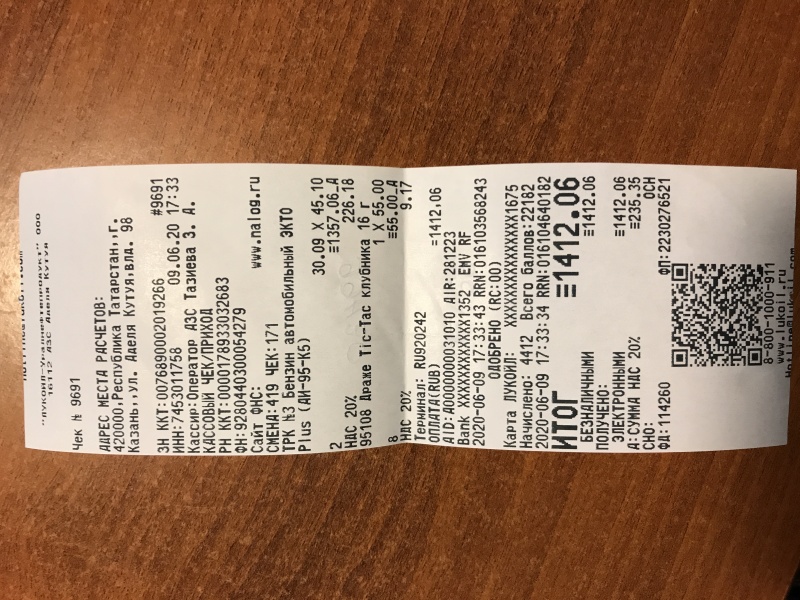 "ЛУКОЙЛ-Уралнефтепродукт" ООО
16112 АЗС Аделя Кутуя
Чек № 9691
АДРЕС МЕСТА РАСЧЕТОВ:
420000,Республика Татарстан,,г.
Казань,,ул. Аделя Кутуя,вла. 98
#9691
ЗН ККТ:00768900002019266
ИНН:7453011758 09.06.20 17:33
Кассир:Оператор АЗС Тазиева З. А.
КАССОВЫЙ ЧЕК/ПРИХОД
РН ККТ:0000178933032683
ФН:9280440300054279
Сайт ФНС: www.nalog.ru
СМЕНА:419 ЧЕК:171
ТРК №3 Бензин автомобильный ЭКТО
Plus (АИ-95-К5)
30.09 X 45.10
2 ≡1357.06_А
НДС 20% 226.18
95108 Драже Tic-Tac клубника 16 г
1 X 55.00
8 ≡55.00_А
НДС 20% 9.17
Терминал: RU920242
ОПЛАТА(RUB) =1412.06
AID:A0000000031010 AIR:281223
Bank XXXXXXXXXXXX1352 EMV RF
2020-06-09 17:33:43 RRN:016103568243
ОДОБРЕНО (RC:00)
Карта ЛУКОЙЛ: XXXXXXXXXXXXXXX1675
Начислено: 4412 Всего баллов:22182
2020-06-09 17:33:34 RRN:016104640182
ИТОГ ≡1412.06
БЕЗНАЛИЧНЫМИ ≡1412.06
ПОЛУЧЕНО:
ЭЛЕКТРОННЫМИ ≡1412.06
А:СУММА НДС 20% ≡235.35
СНО: ОСН
ФД:114260 ФП:2230276521
8-800-1000-911
www.lukoil.ru
Hotline@lukoil.com